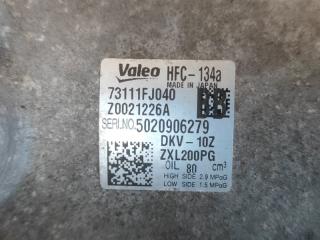 Valeo HFC-134a
MADE IN JAPAN
73111FJ040
Z0021226A
SERI.NO.5020906279
DKV-10Z
ZXL200PG
OIL 80 cm³
HIGH SIDE 2.9 MPaG
LOW SIDE 1.5 MPaG